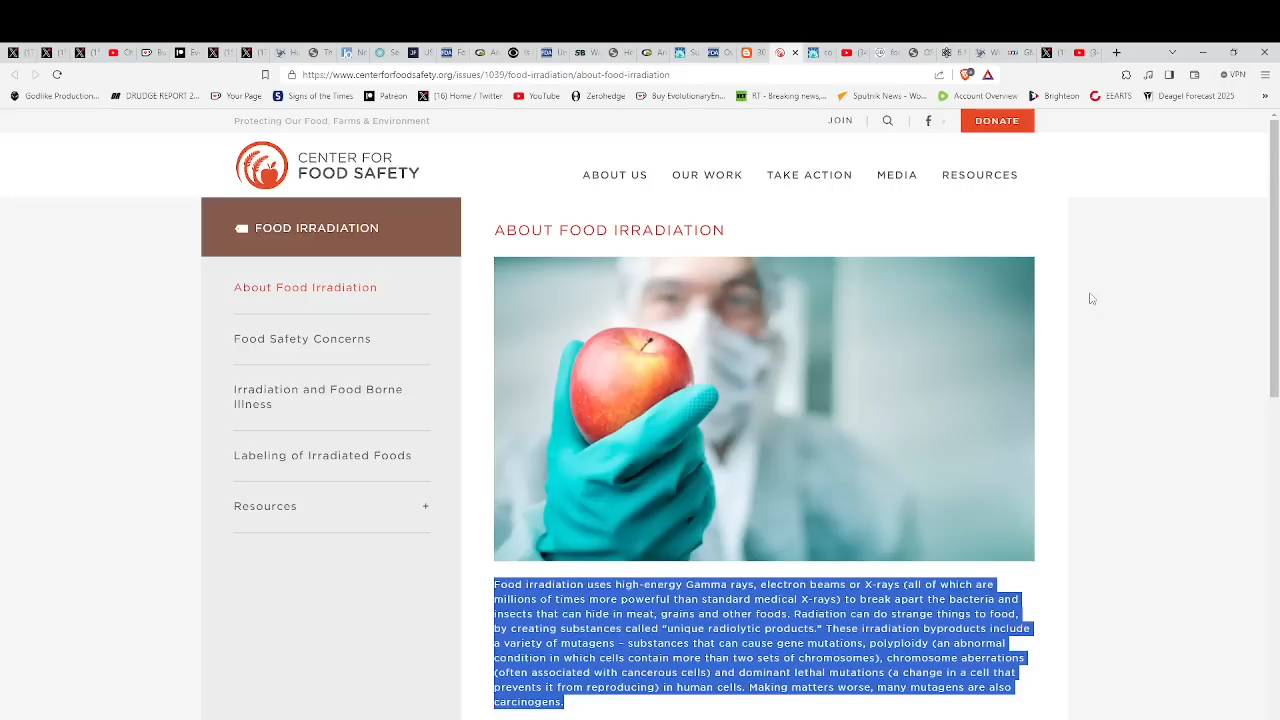 https://www.centerforfoodsafety.org/issues/1039/food-irradiation/about-food-irradiation
VPN
Godlike Production...
DRUDGE REPORT 2...
Your Page
Sons of the Times
Patreon
(16) Home / Twitter
YouTube
Zerohedge
Buy EvolutionaryEn...
RT - Breaking news,...
Sputnik News - Wo...
Account Overview
Brighteon
EEARTS
Deagel Forecast 2025
Protecting Our Food, Farms & Environment
JOIN
DONATE
CENTER FOR
FOOD SAFETY
ABOUT US
OUR WORK
TAKE ACTION
MEDIA
RESOURCES
FOOD IRRADIATION
About Food Irradiation
Food Safety Concerns
Irradiation and Food Borne
Illness
Labeling of Irradiated Foods
Resources +
ABOUT FOOD IRRADIATION
Food irradiation uses high-energy Gamma rays, electron beams or X-rays (all of which are
millions of times more powerful than standard medical X-rays) to break apart the bacteria and
insects that can hide in meat, grains and other foods. Radiation can do strange things to food,
by creating substances called “unique radiolytic products.” These irradiation byproducts include
a variety of mutagens – substances that can cause gene mutations, polyploidy (an abnormal
condition in which cells contain more than two sets of chromosomes), chromosome aberrations
(often associated with cancerous cells) and dominant lethal mutations (a change in a cell that
prevents it from reproducing) in human cells. Making matters worse, many mutagens are also
carcinogens.